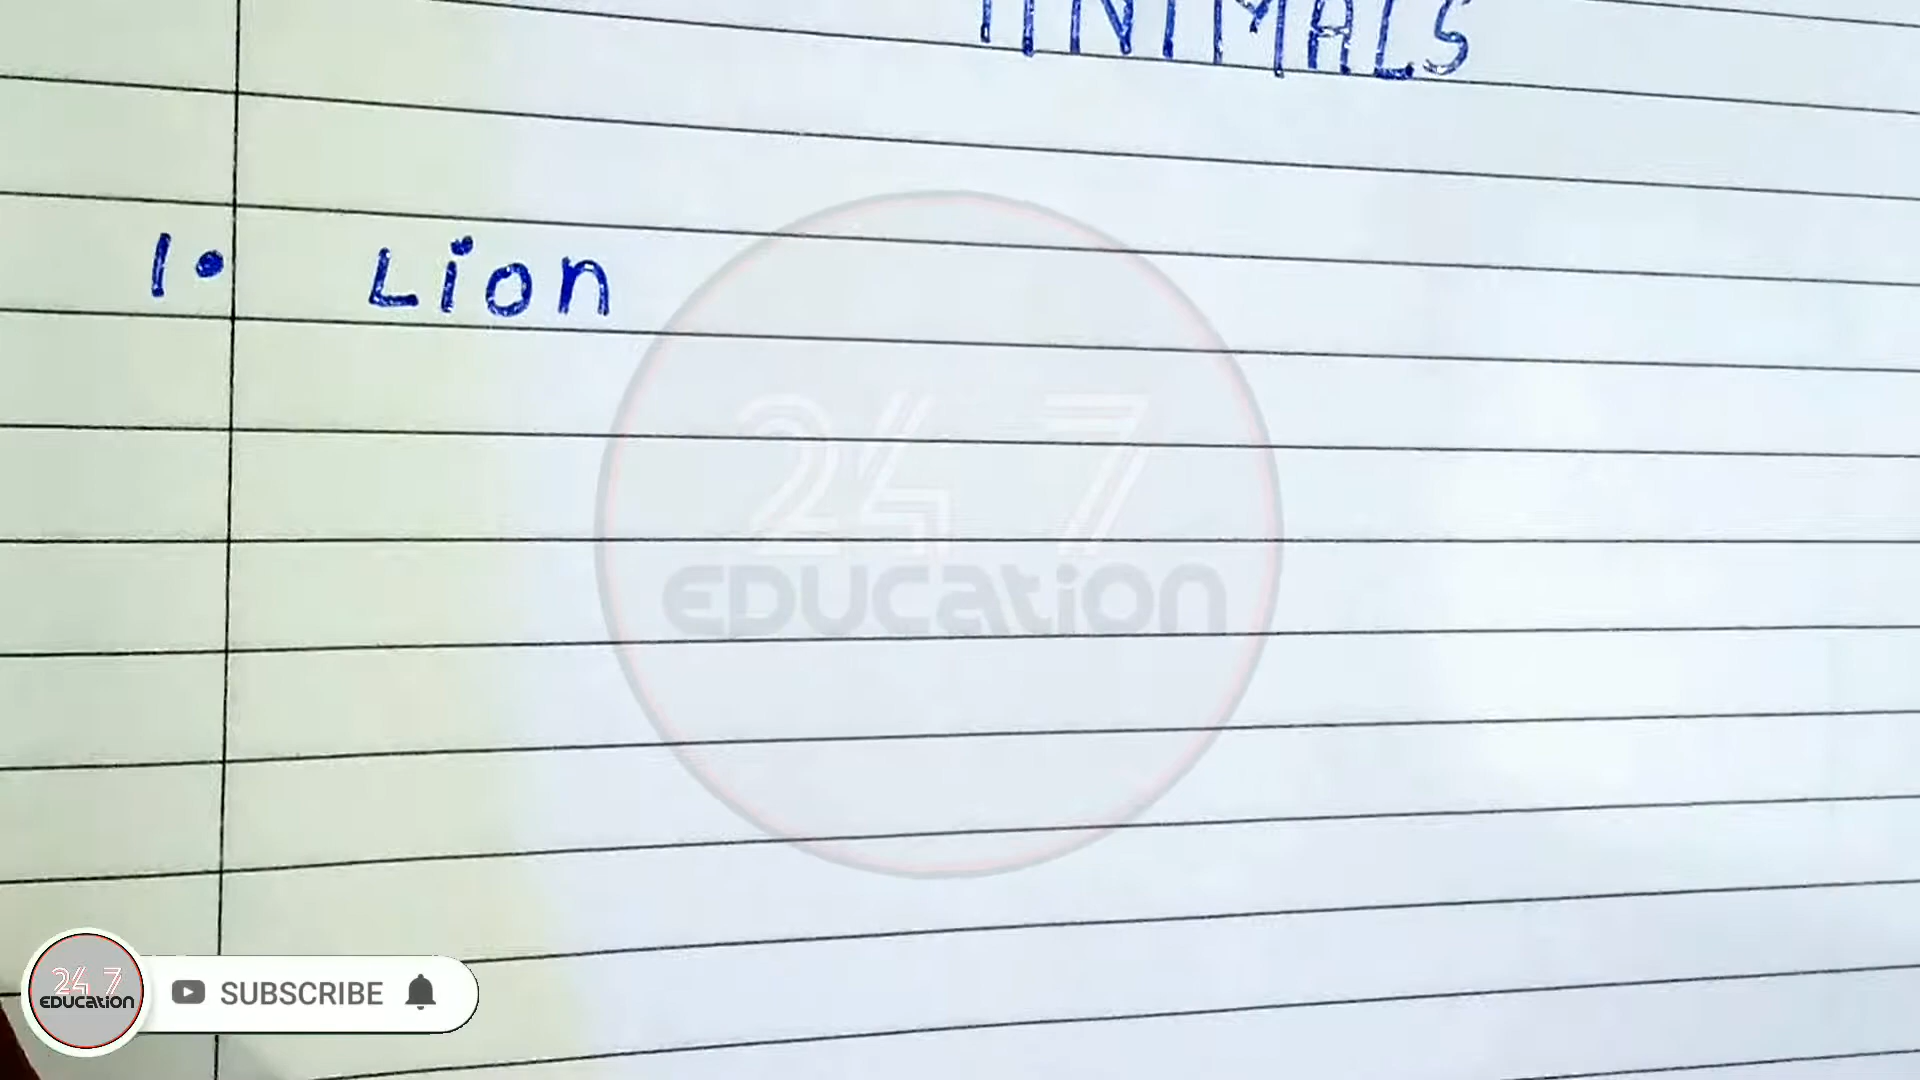 ANIMALS
1. Lion
24 7
EDUCATION
24 7
EDUCATION
SUBSCRIBE